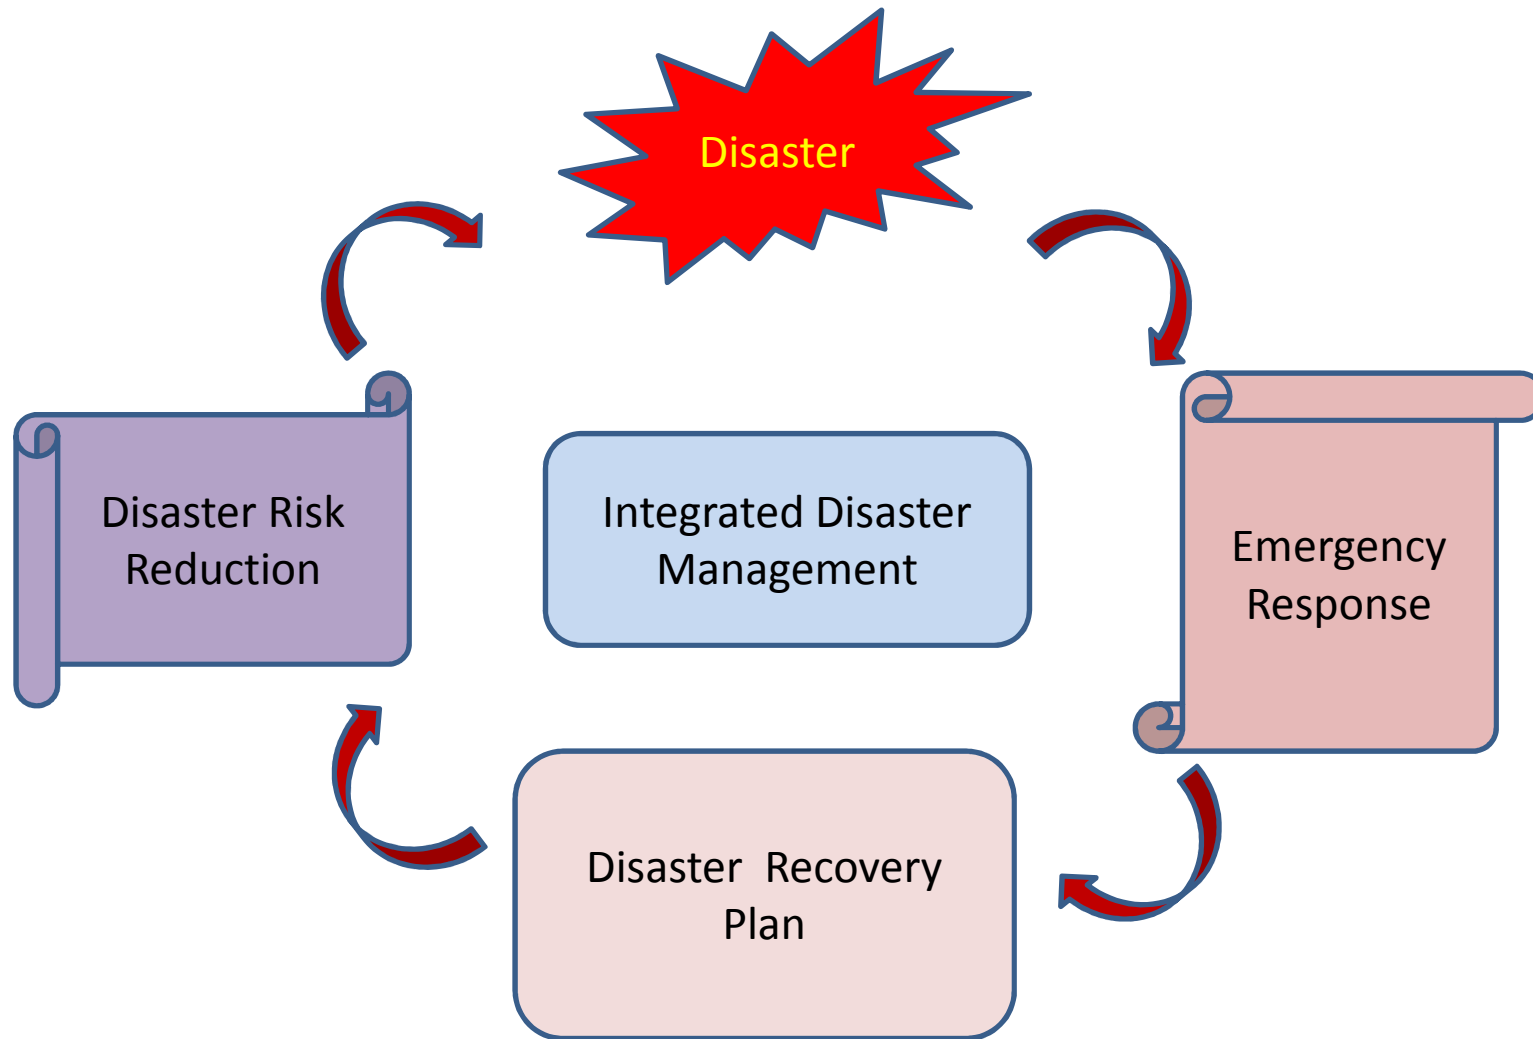 Disaster
Disaster Risk
Reduction
Integrated Disaster
Management
Emergency
Response
Disaster  Recovery
Plan